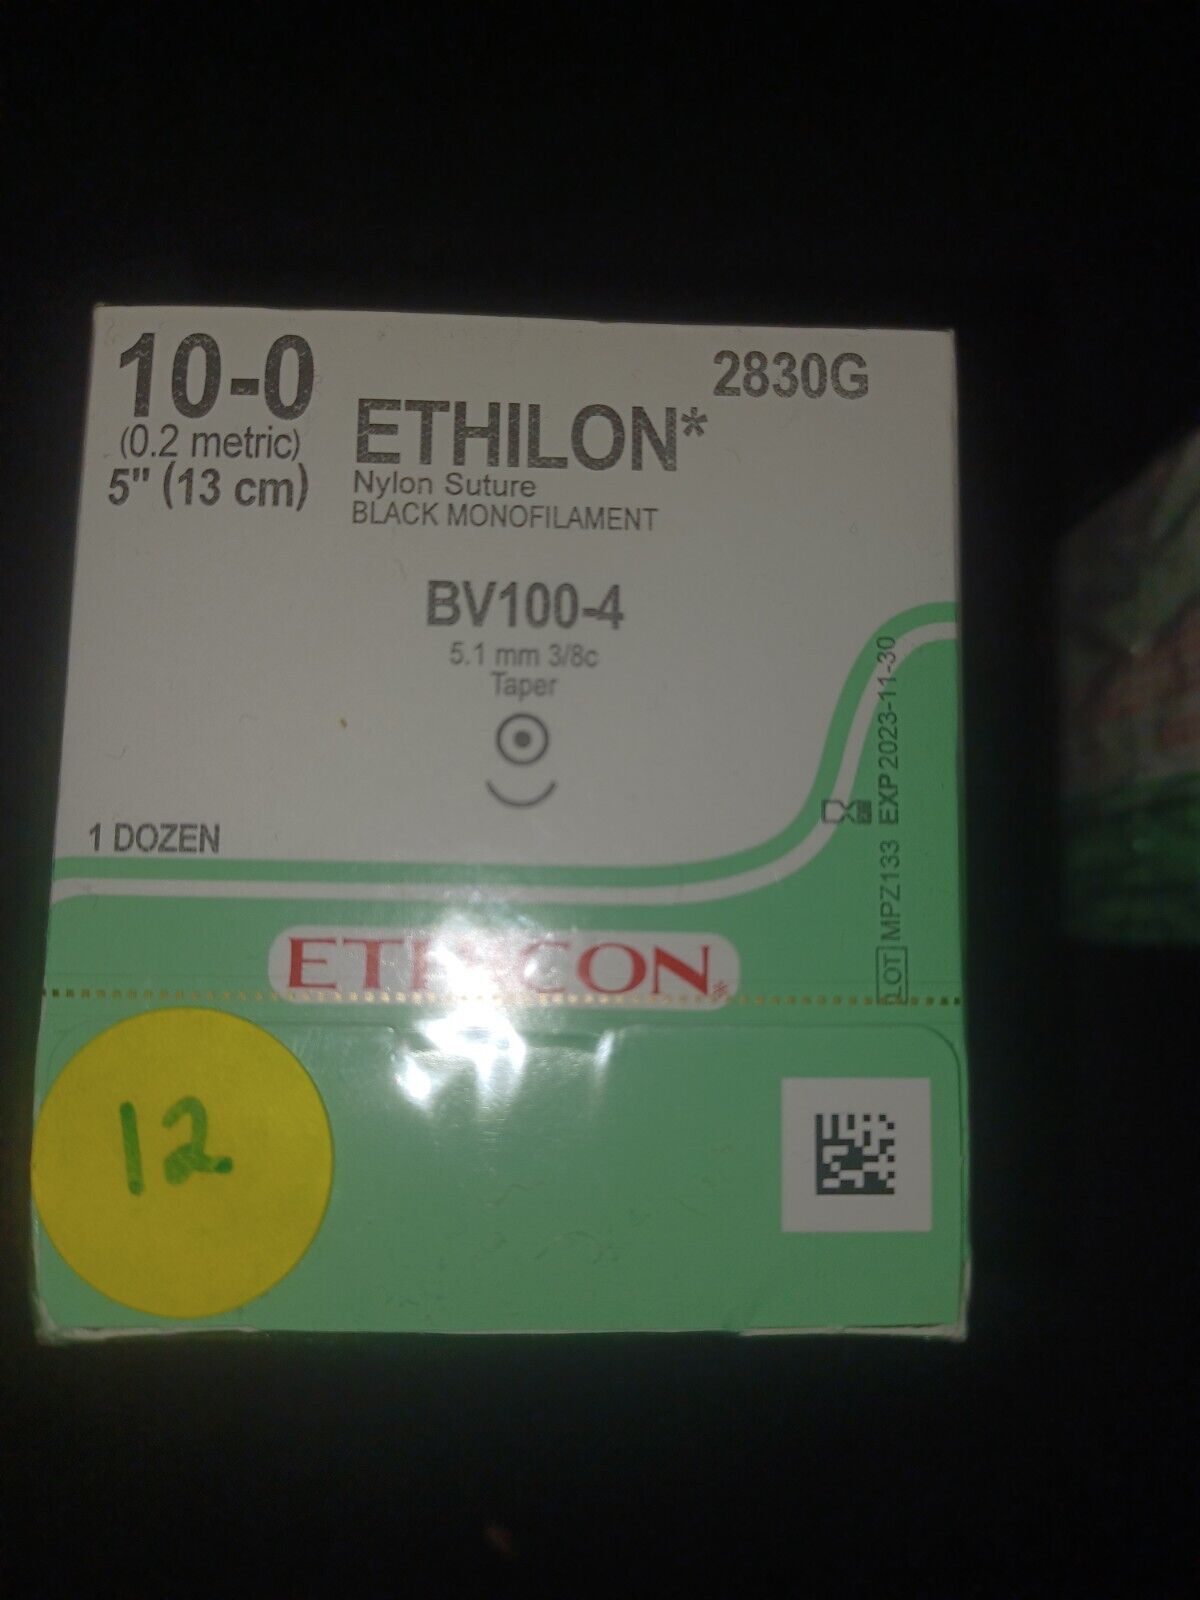 10-0
(0.2 metric)
5" (13 cm)
ETHILON*
Nylon Suture
BLACK MONOFILAMENT
2830G
BV100-4
5.1 mm 3/8c
Taper
1 DOZEN
LOT MPZ133 EXP 2023-11-30
ETHICON
12